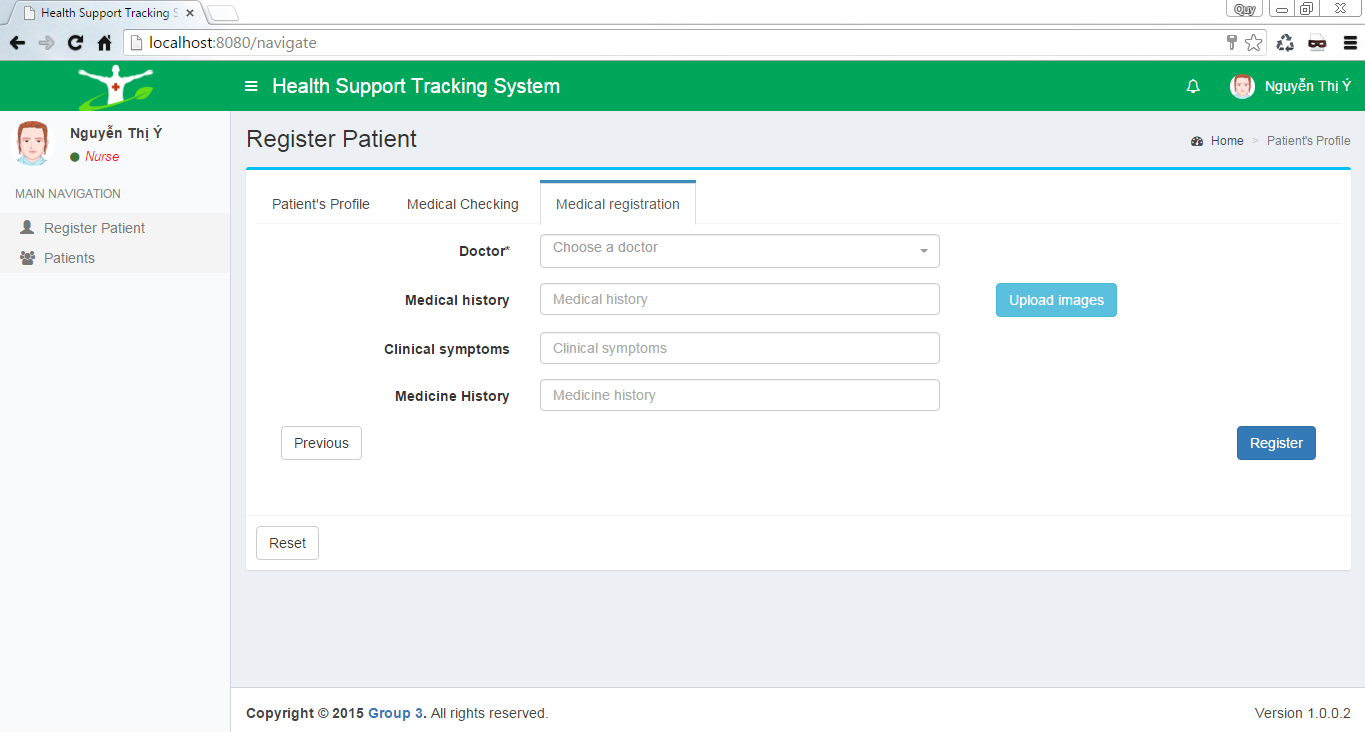 Health Support Tracking S
Quy
localhost:8080/navigate
Health Support Tracking System
Nguyễn Thị Ý
Nguyễn Thị Ý
Nurse
MAIN NAVIGATION
Register Patient
Patients
Register Patient
Home > Patient's Profile
Patient's Profile Medical Checking Medical registration
Doctor* Choose a doctor
Medical history Medical history Upload images
Clinical symptoms Clinical symptoms
Medicine History Medicine history
Previous Register
Reset
Copyright © 2015 Group 3. All rights reserved. Version 1.0.0.2